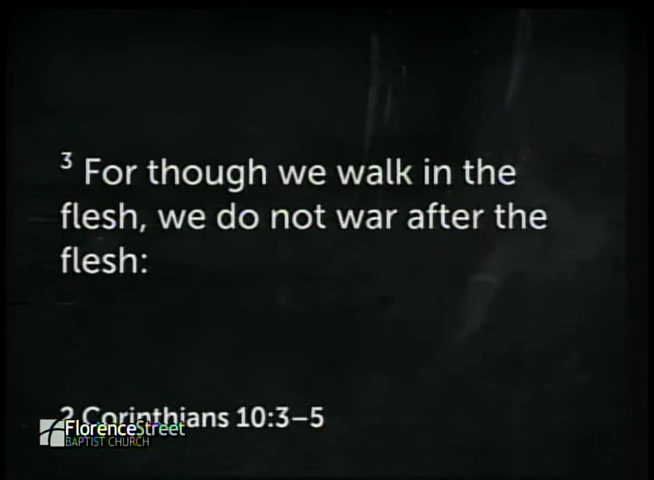 3 For though we walk in the
flesh, we do not war after the
flesh:
2 Corinthians 10:3–5
FlorenceStreet
BAPTIST CHURCH